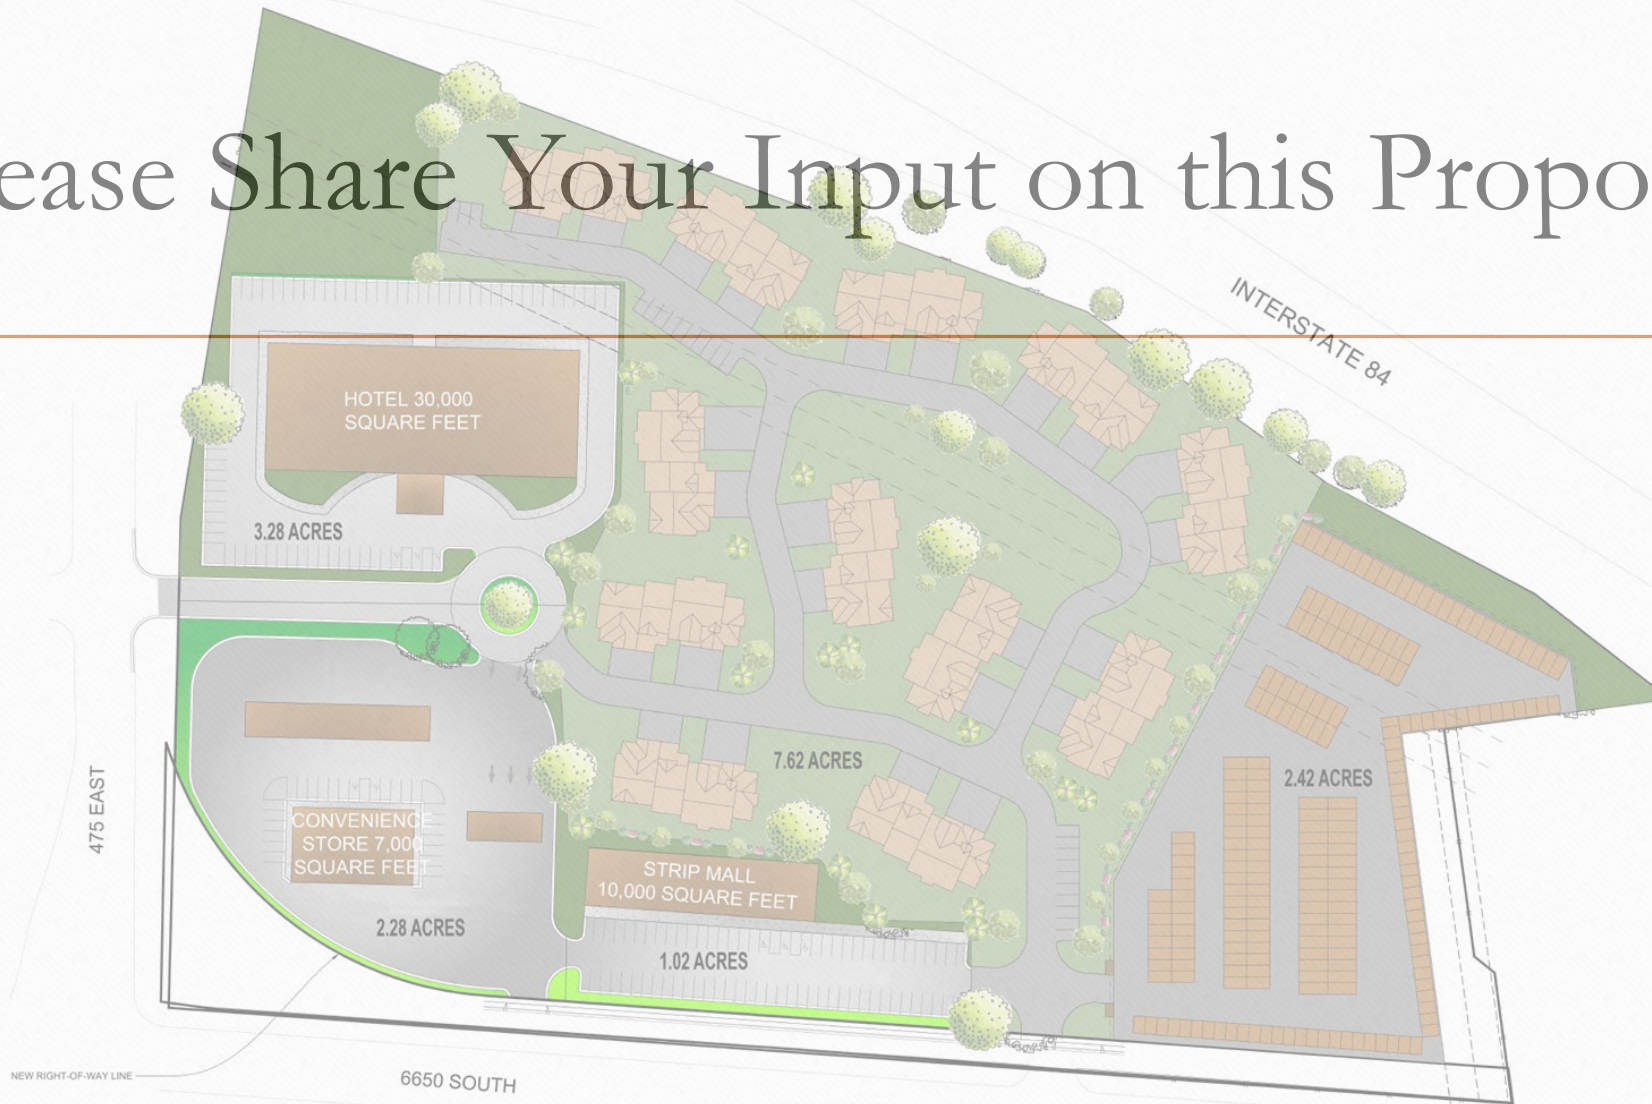 ease Share Your Input on this Propo
INTERSTATE 84
HOTEL 30,000
SQUARE FEET
3.28 ACRES
7.62 ACRES
2.42 ACRES
475 EAST
CONVENIENCE
STORE 7,000
SQUARE FEET
STRIP MALL
10,000 SQUARE FEET
2.28 ACRES
1.02 ACRES
NEW RIGHT-OF-WAY LINE
6650 SOUTH